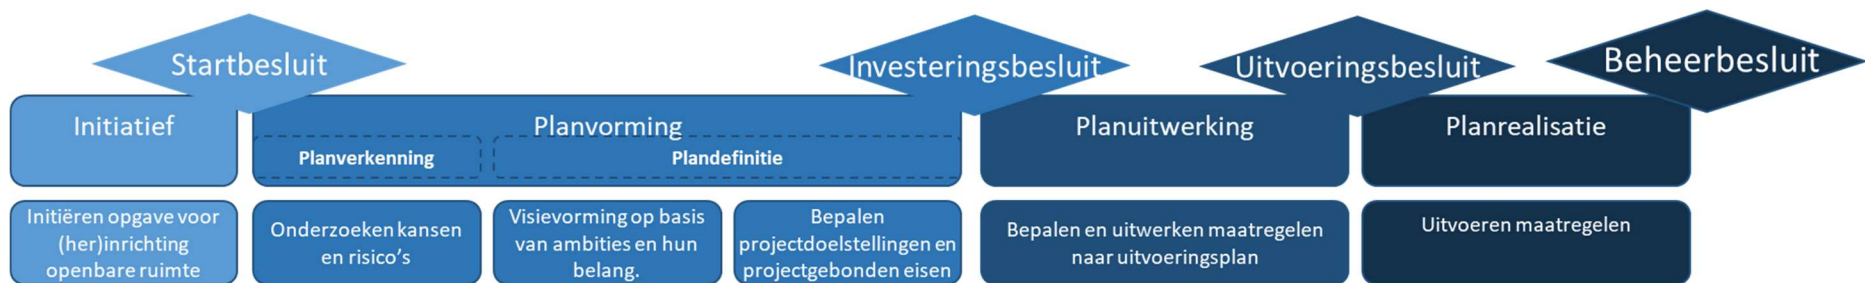 Startbesluit
Investeringsbesluit
Uitvoeringsbesluit
Beheerbesluit
Initiatief
Planvorming
Planuitwerking
Planrealisatie
Planverkenning
Plandefinitie
Initiëren opgave voor
(her)inrichting
openbare ruimte
Onderzoeken kansen
en risico’s
Visievorming op basis
van ambities en hun
belang.
Bepalen
projectdoelstellingen en
projectgebonden eisen
Bepalen en uitwerken maatregelen
naar uitvoeringsplan
Uitvoeren maatregelen